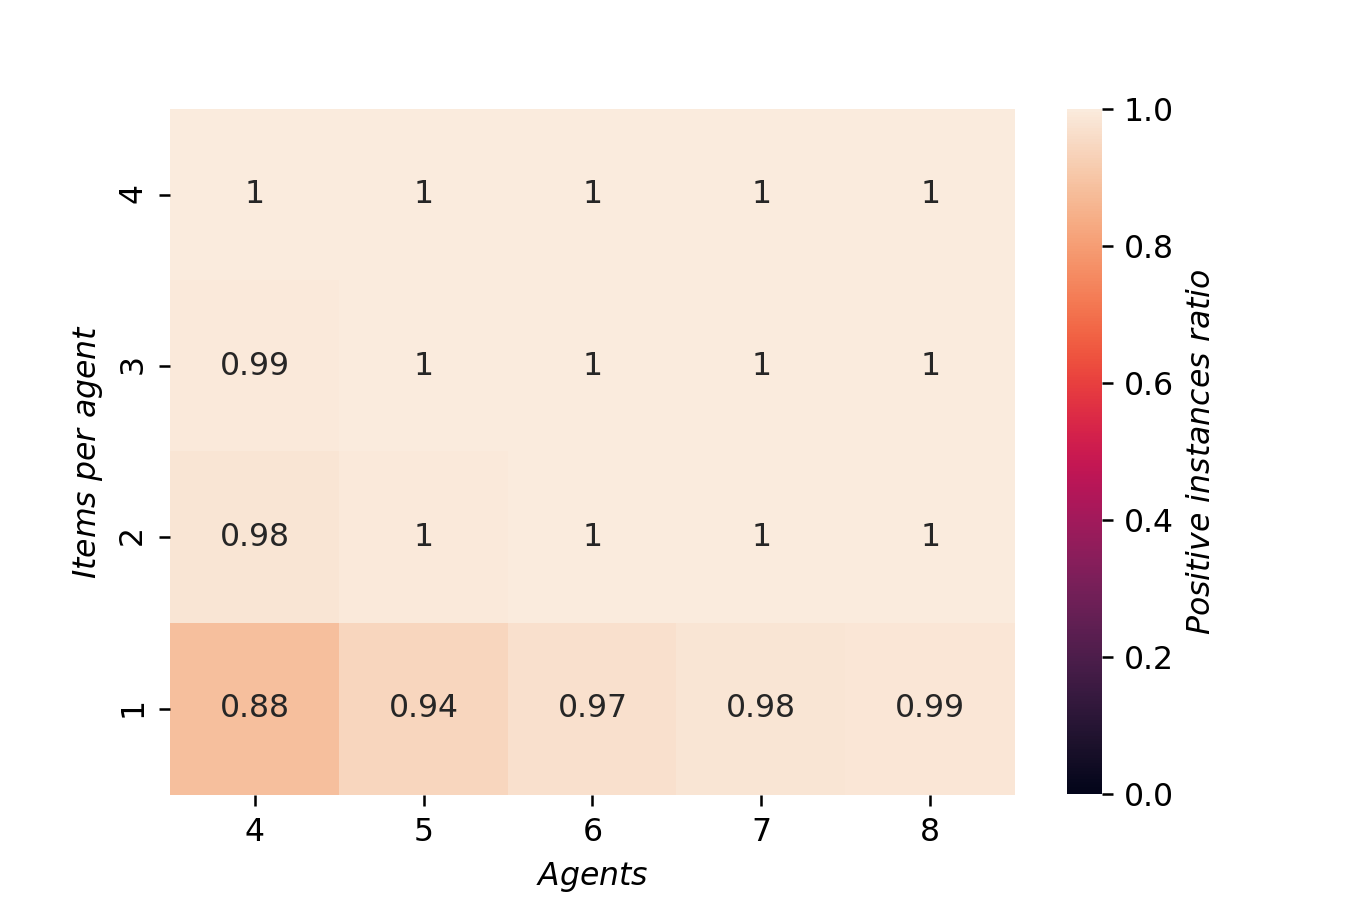 1.0
4 1 1 1 1 1
0.8
3 0.99 1 1 1 1
0.6
Items per agent
Positive instances ratio
2 0.98 1 1 1 1
0.4
0.2
1 0.88 0.94 0.97 0.98 0.99
0.0
4 5 6 7 8
Agents